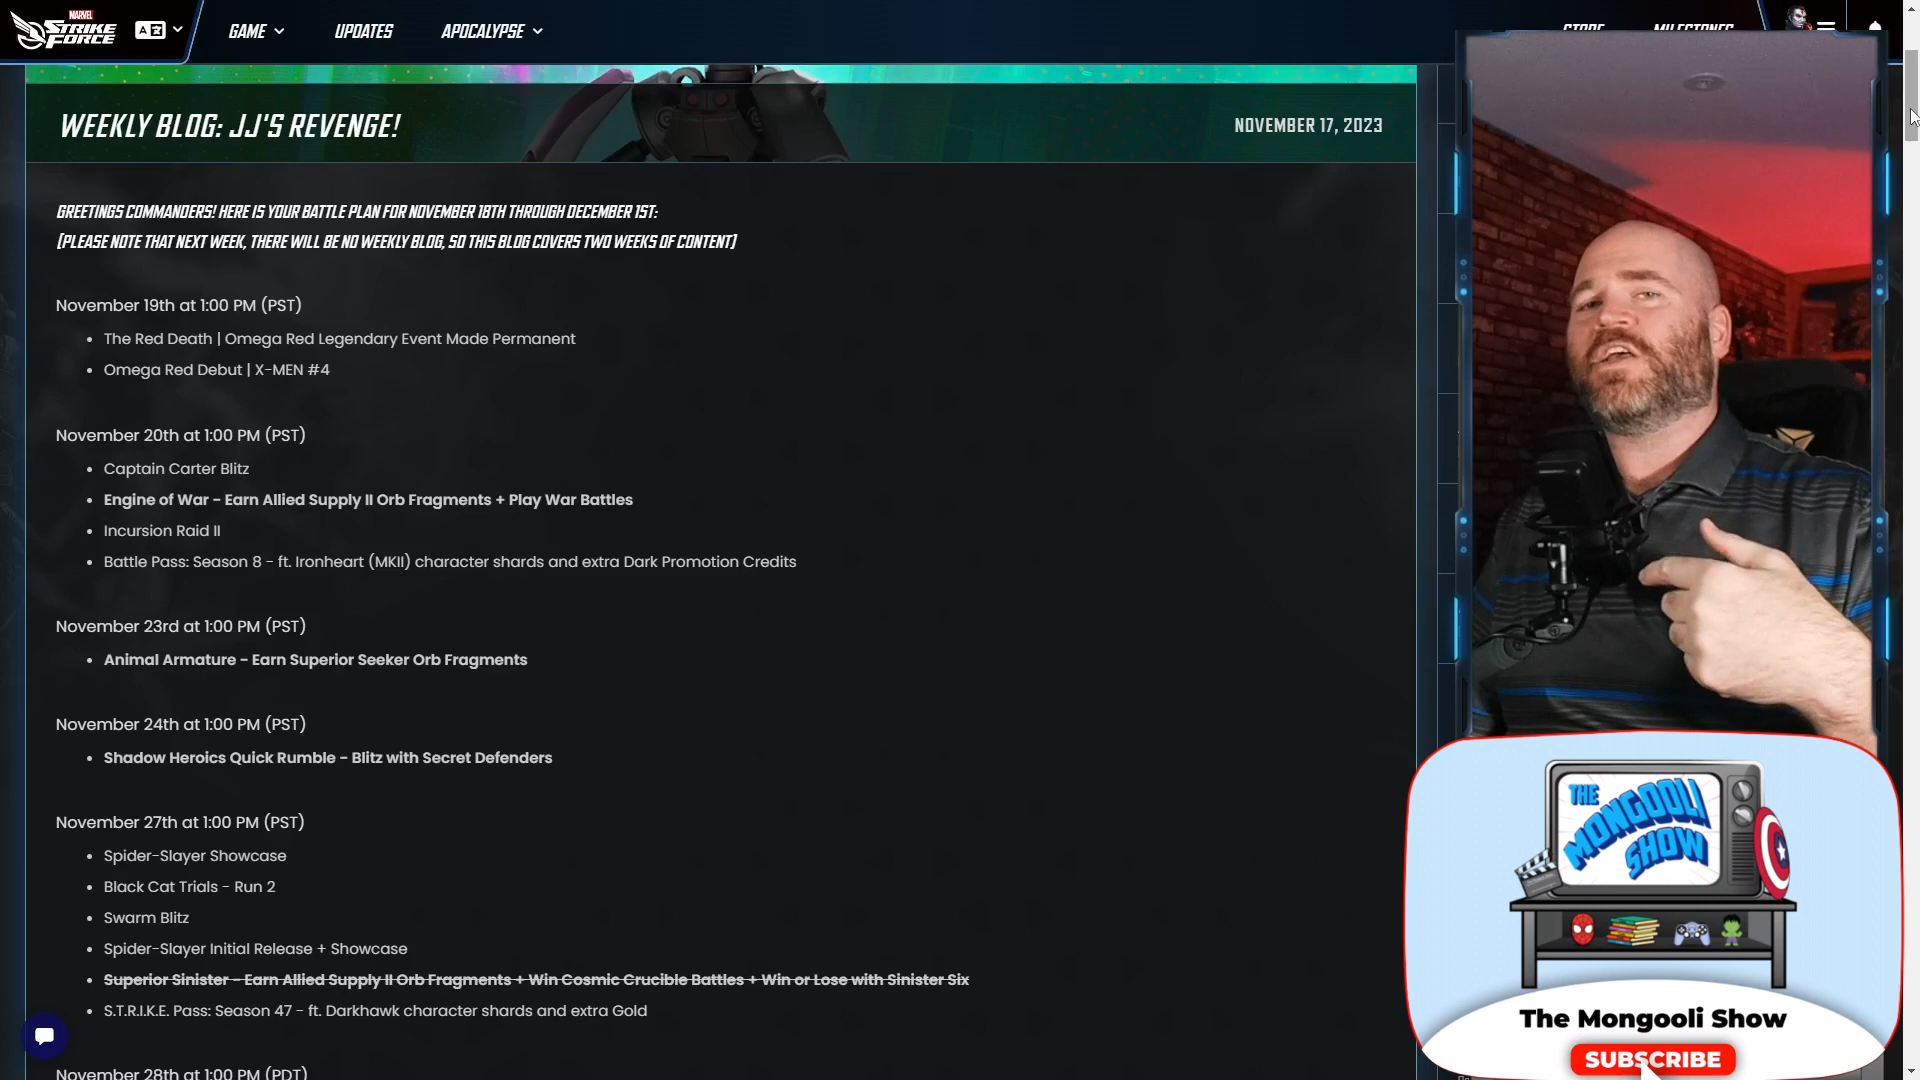 MARVEL
STRIKE FORCE
GAME
UPDATES
APOCALYPSE
STORE
MILESTONES
WEEKLY BLOG: JJ'S REVENGE!
NOVEMBER 17, 2023
GREETINGS COMMANDERS! HERE IS YOUR BATTLE PLAN FOR NOVEMBER 18TH THROUGH DECEMBER 1ST:
[PLEASE NOTE THAT NEXT WEEK, THERE WILL BE NO WEEKLY BLOG, SO THIS BLOG COVERS TWO WEEKS OF CONTENT]
November 19th at 1:00 PM (PST)
• The Red Death | Omega Red Legendary Event Made Permanent
• Omega Red Debut | X-MEN #4
November 20th at 1:00 PM (PST)
• Captain Carter Blitz
• Engine of War - Earn Allied Supply II Orb Fragments + Play War Battles
• Incursion Raid II
• Battle Pass: Season 8 - ft. Ironheart (MKII) character shards and extra Dark Promotion Credits
November 23rd at 1:00 PM (PST)
• Animal Armature - Earn Superior Seeker Orb Fragments
November 24th at 1:00 PM (PST)
• Shadow Heroics Quick Rumble - Blitz with Secret Defenders
November 27th at 1:00 PM (PST)
• Spider-Slayer Showcase
• Black Cat Trials - Run 2
• Swarm Blitz
• Spider-Slayer Initial Release + Showcase
• Superior Sinister - Earn Allied Supply II Orb Fragments + Win Cosmic Crucible Battles + Win or Lose with Sinister Six
• S.T.R.I.K.E. Pass: Season 47 - ft. Darkhawk character shards and extra Gold
November 28th at 1:00 PM (PDT)
THE
MONGOOLI
SHOW
The Mongooli Show
SUBSCRIBE